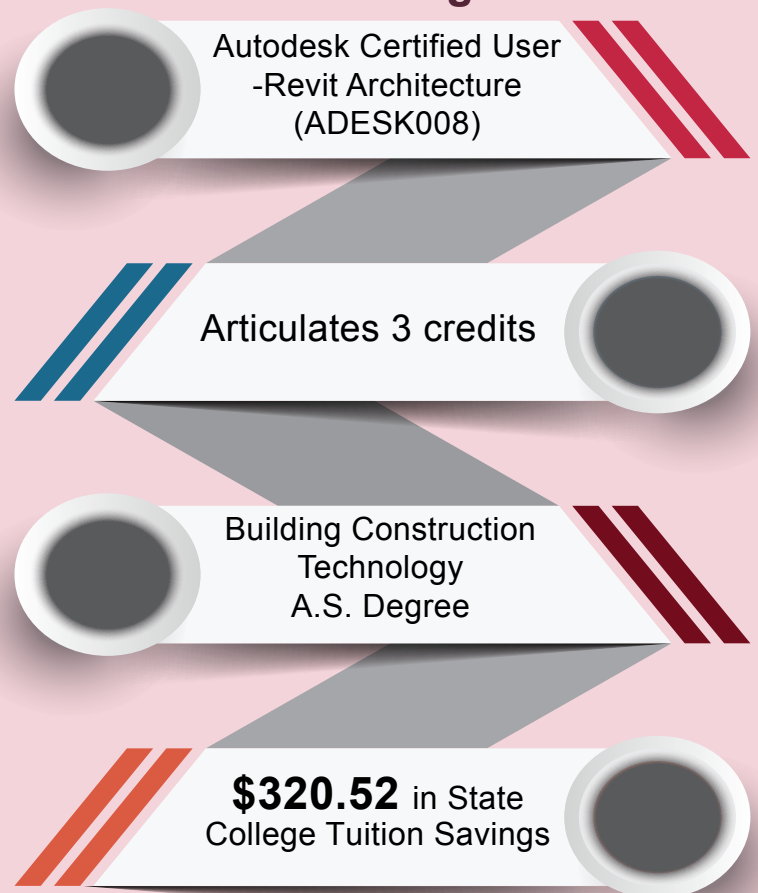 Autodesk Certified User
-Revit Architecture
(ADESK008)
Articulates 3 credits
Building Construction
Technology
A.S. Degree
$320.52 in State
College Tuition Savings